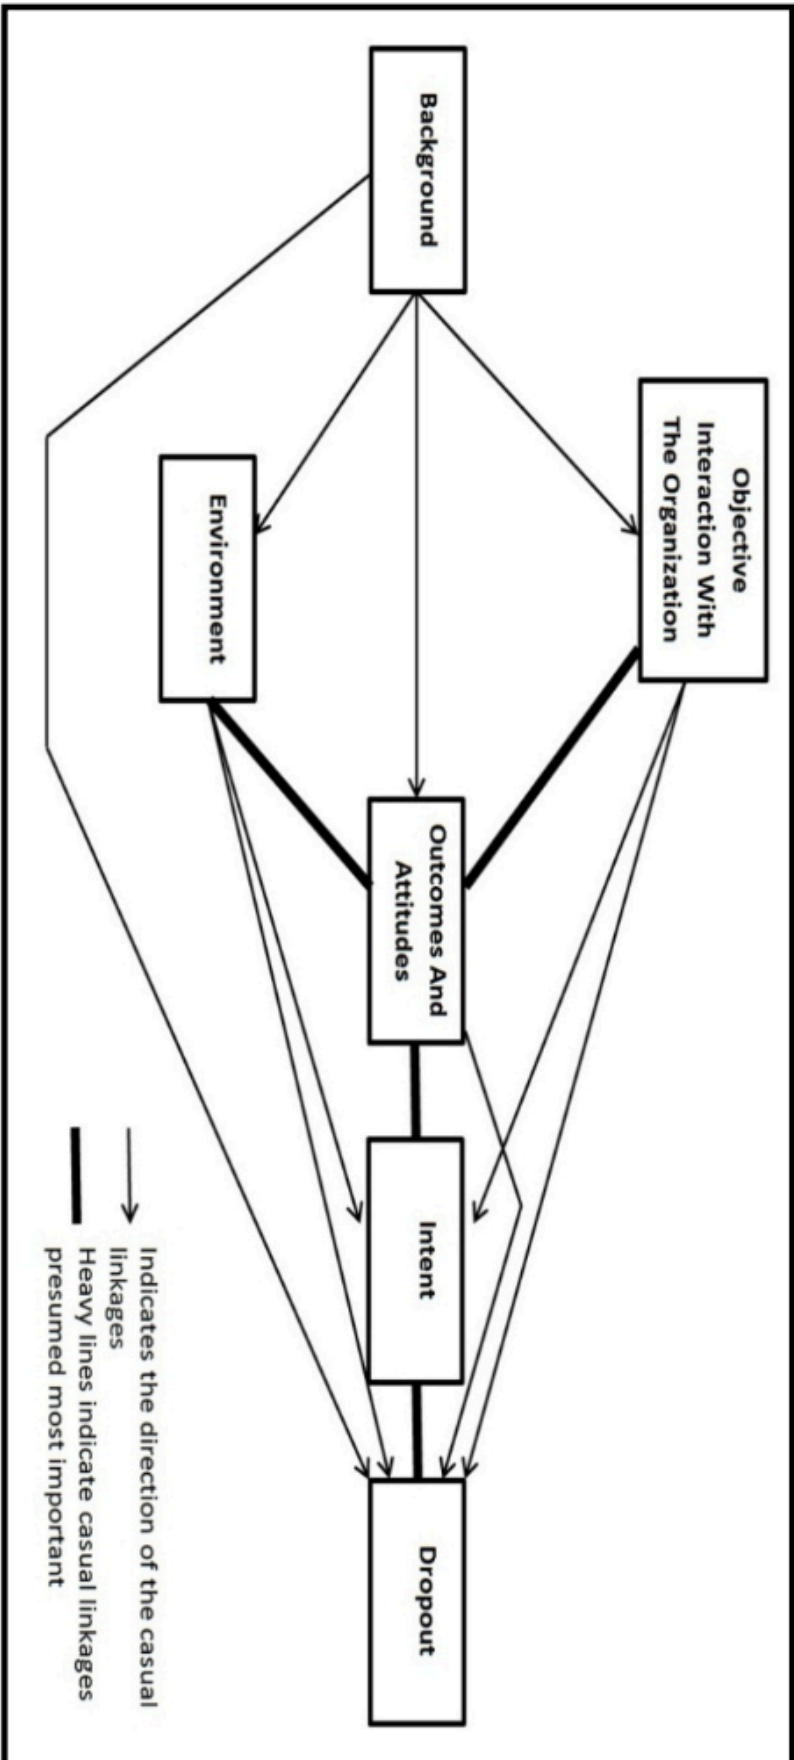 Objective
Interaction With
The Organization
Background
Outcomes And
Attitudes
Intent
Dropout
Environment
Indicates the direction of the casual
linkages
Heavy lines indicate casual linkages
presumed most important